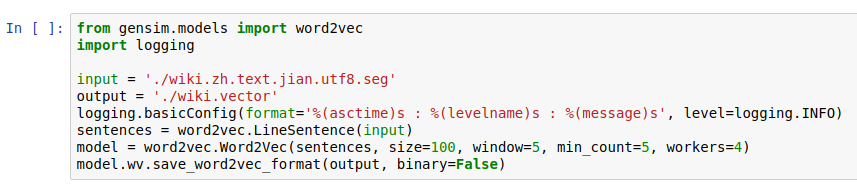 In [ ]: from gensim.models import word2vec
import logging
input = './wiki.zh.text.jian.utf8.seg'
output = './wiki.vector'
logging.basicConfig(format='%(asctime)s : %(levelname)s : %(message)s', level=logging.INFO)
sentences = word2vec.LineSentence(input)
model = word2vec.Word2Vec(sentences, size=100, window=5, min_count=5, workers=4)
model.wv.save_word2vec_format(output, binary=False)